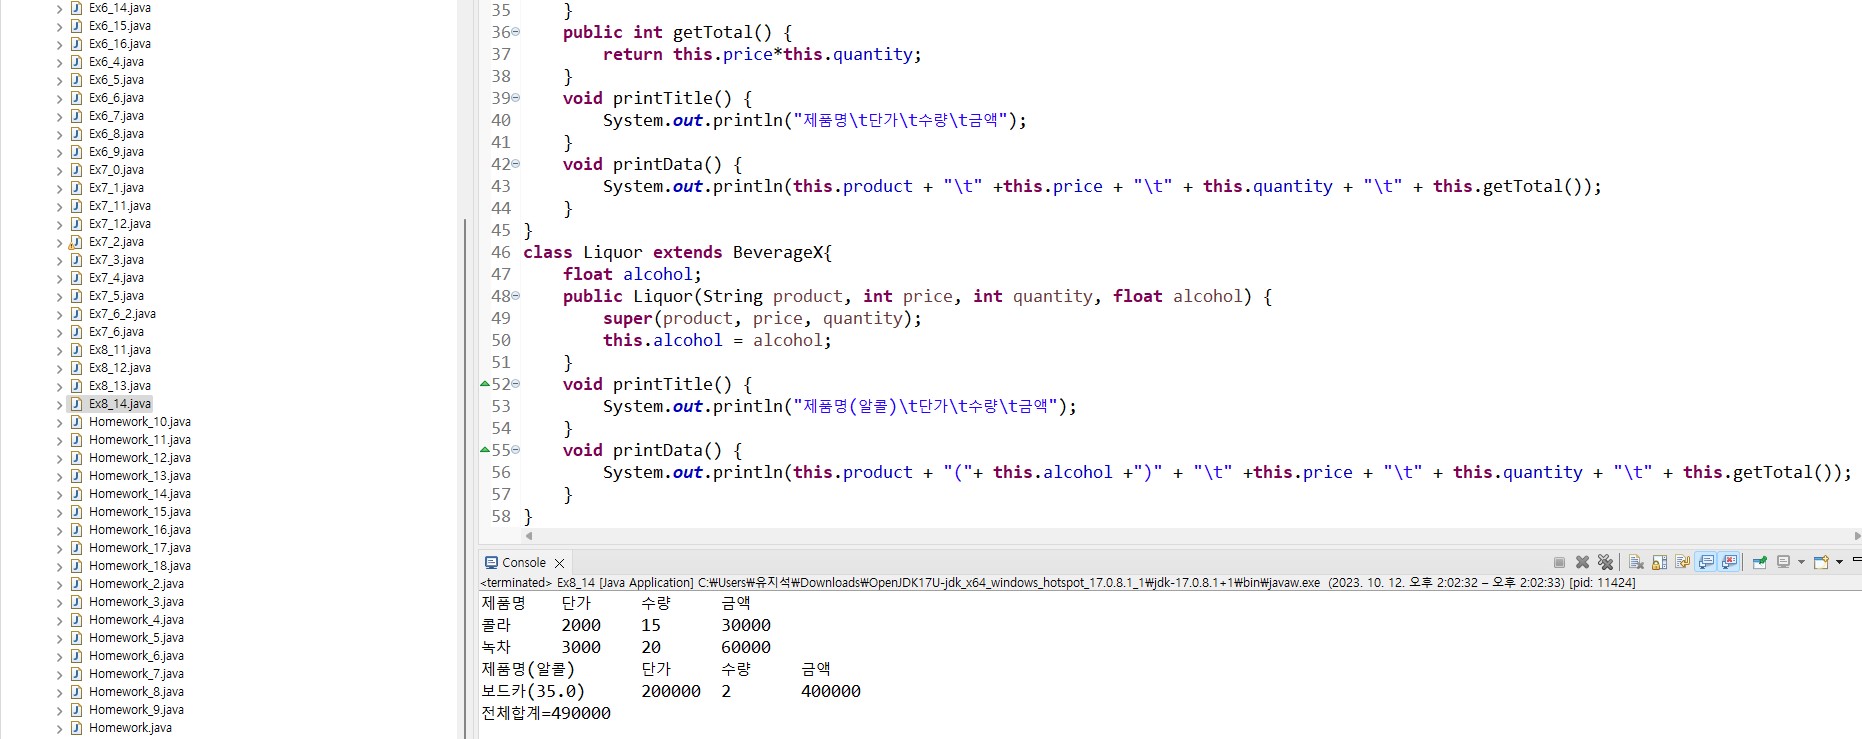 Ex6_14.java
Ex6_15.java
Ex6_16.java
Ex6_4.java
Ex6_5.java
Ex6_6.java
Ex6_7.java
Ex6_8.java
Ex6_9.java
Ex7_0.java
Ex7_1.java
Ex7_11.java
Ex7_12.java
Ex7_2.java
Ex7_3.java
Ex7_4.java
Ex7_5.java
Ex7_6_2.java
Ex7_6.java
Ex8_11.java
Ex8_12.java
Ex8_13.java
Ex8_14.java
Homework_10.java
Homework_11.java
Homework_12.java
Homework_13.java
Homework_14.java
Homework_15.java
Homework_16.java
Homework_17.java
Homework_18.java
Homework_2.java
Homework_3.java
Homework_4.java
Homework_5.java
Homework_6.java
Homework_7.java
Homework_8.java
Homework_9.java
Homework.java
35     }
36     public int getTotal() {
37         return this.price*this.quantity;
38     }
39     void printTitle() {
40         System.out.println("제품명\t단가\t수량\t금액");
41     }
42     void printData() {
43         System.out.println(this.product + "\t" +this.price + "\t" + this.quantity + "\t" + this.getTotal());
44     }
45 }
46 class Liquor extends BeverageX{
47     float alcohol;
48     public Liquor(String product, int price, int quantity, float alcohol) {
49         super(product, price, quantity);
50         this.alcohol = alcohol;
51     }
52     void printTitle() {
53         System.out.println("제품명(알콜)\t단가\t수량\t금액");
54     }
55     void printData() {
56         System.out.println(this.product + "("+ this.alcohol +")" + "\t" +this.price + "\t" + this.quantity + "\t" + this.getTotal());
57     }
58 }
Console
<terminated> Ex8_14 [Java Application] C:₩Users₩유지석₩Downloads₩OpenJDK17U-jdk_x64_windows_hotspot_17.0.8.1_1₩jdk-17.0.8.1+1₩bin₩javaw.exe (2023. 10. 12. 오후 2:02:32 – 오후 2:02:33) [pid: 11424]
제품명 단가 수량 금액
콜라 2000 15 30000
녹차 3000 20 60000
제품명(알콜) 단가 수량 금액
보드카(35.0) 200000 2 400000
전체합계=490000